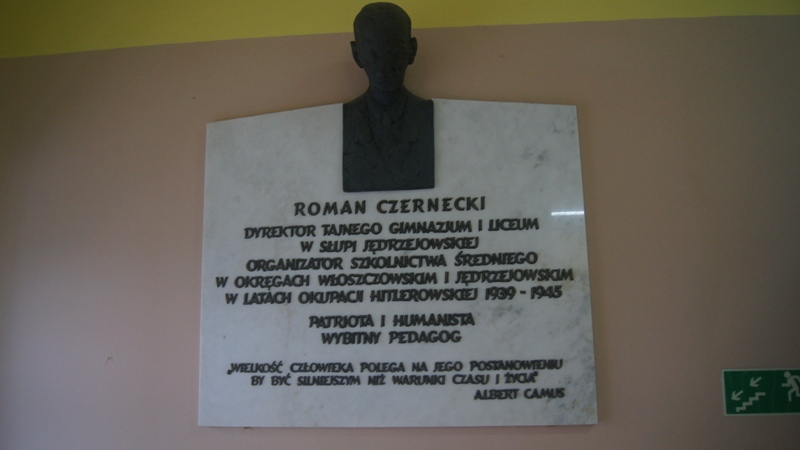 ROMAN CZERNECKI
DYREKTOR TAJNEGO GIMNAZJUM I LICEUM
W SŁUPI JĘDRZEJOWSKIEJ
ORGANIZATOR SZKOLNICTWA ŚREDNIEGO
W OKRĘGACH WŁOSZCZOWSKIM I JĘDRZEJOWSKIM
W LATACH OKUPACJI HITLEROWSKIEJ 1939 - 1945
PATRIOTA I HUMANISTA
WYBITNY PEDAGOG
„WIELKOŚĆ CZŁOWIEKA POLEGA NA JEGO POSTANOWIENIU
BY BYĆ SILNIEJSZYM NIŻ WARUNKI CZASU I ŻYCIA"
ALBERT CAMUS